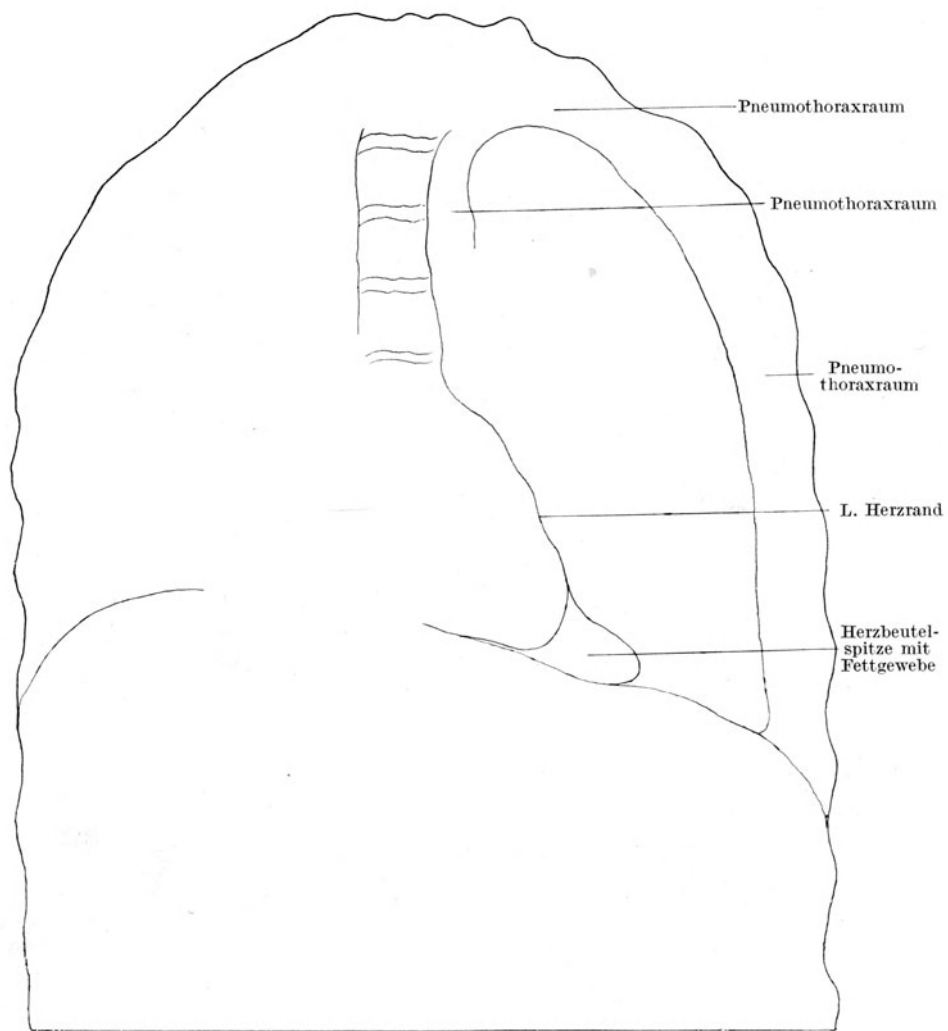 Pneumothoraxraum
Pneumothoraxraum
Pneumo-
thoraxraum
L. Herzrand
Herzbeutel-
spitze mit
Fettgewebe